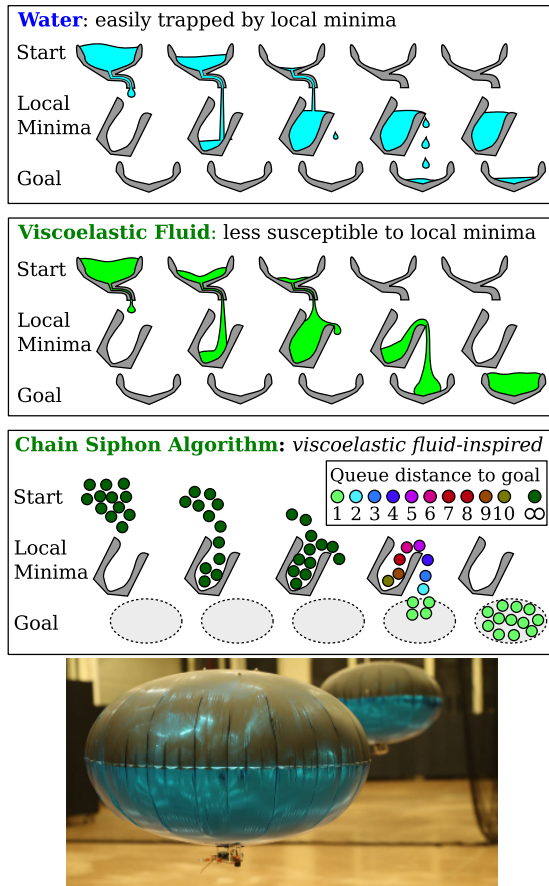 Water: easily trapped by local minima
Start
Local
Minima
Goal
Viscoelastic Fluid: less susceptible to local minima
Start
Local
Minima
Goal
Chain Siphon Algorithm: viscoelastic fluid-inspired
Queue distance to goal
1 2 3 4 5 6 7 8 9 10 ∞
Start
Local
Minima
Goal